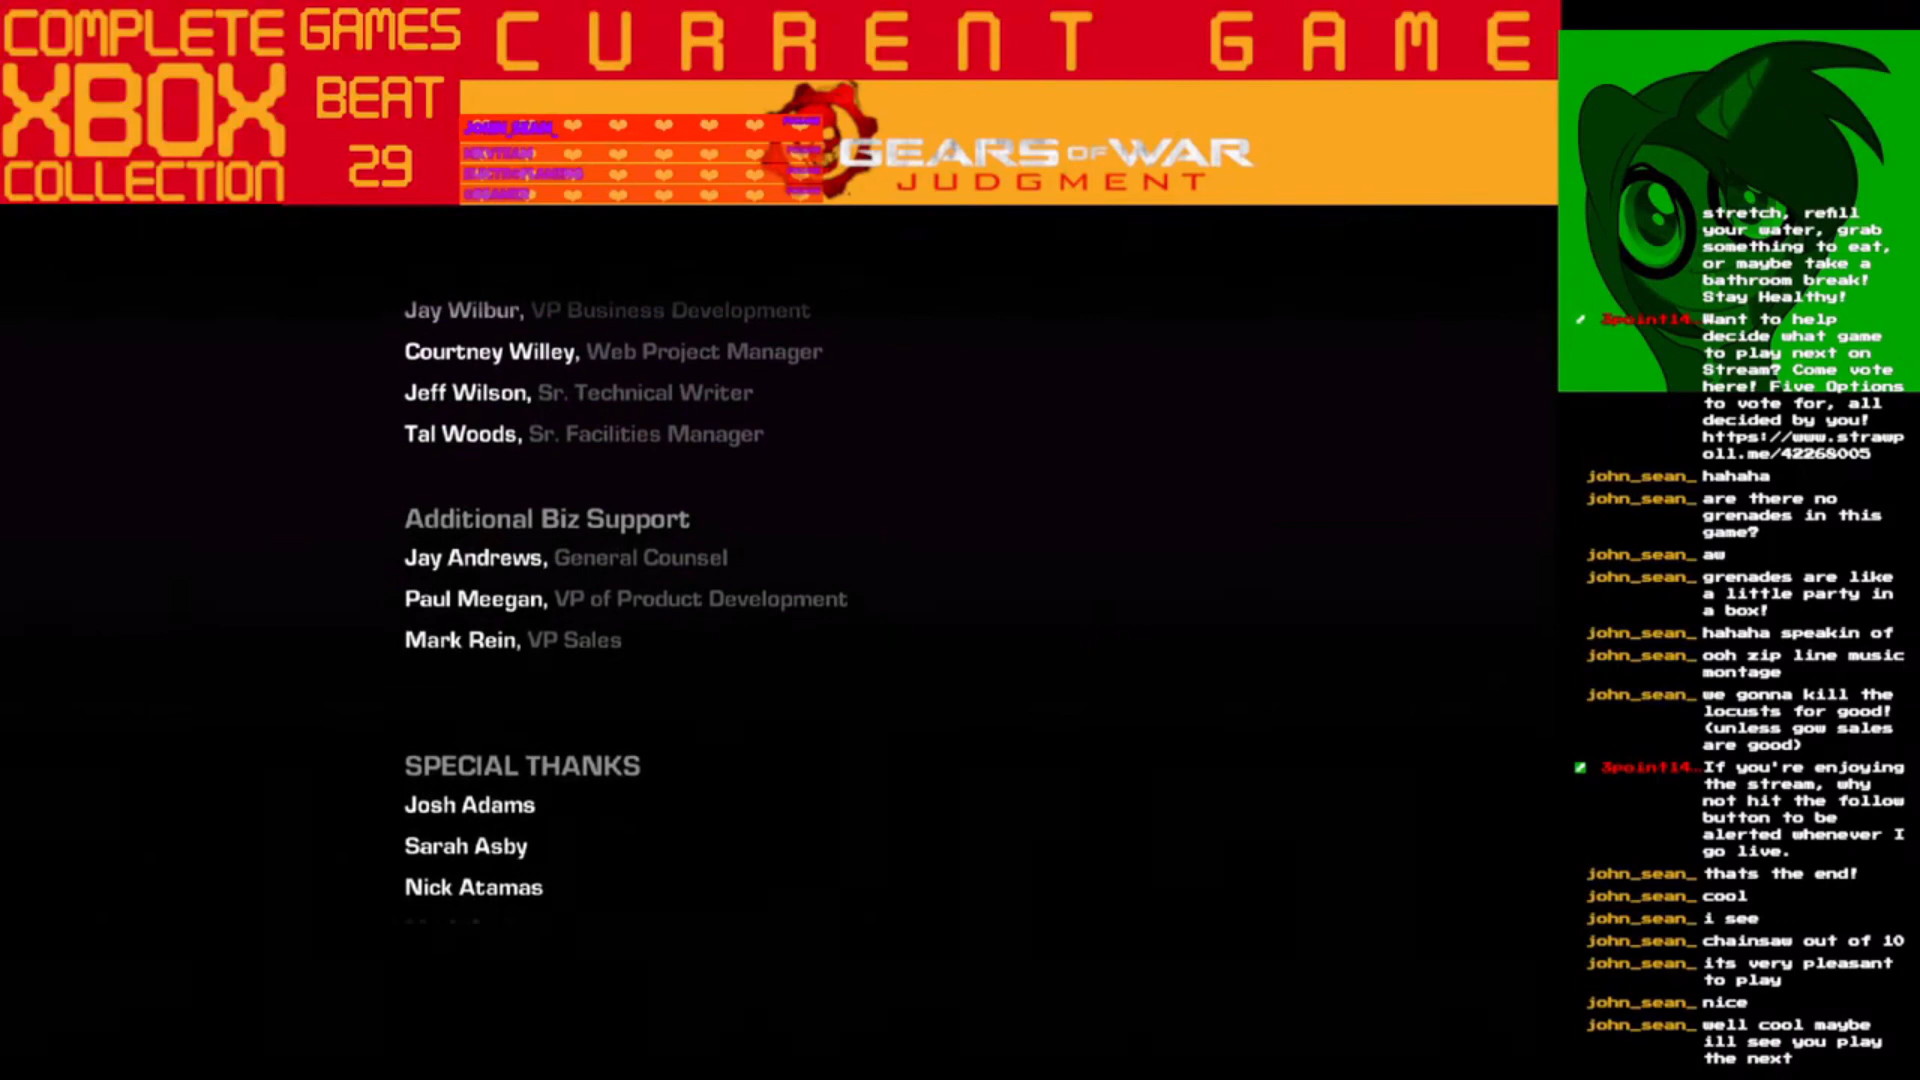 COMPLETE
XBOX
COLLECTION
GAMES
BEAT
29
CURRENT GAME
JOHN_SEAN_
GEARS OF WAR
JUDGMENT
Jay Wilbur, VP Business Development
Courtney Willey, Web Project Manager
Jeff Wilson, Sr. Technical Writer
Tal Woods, Sr. Facilities Manager
Additional Biz Support
Jay Andrews, General Counsel
Paul Meegan, VP of Product Development
Mark Rein, VP Sales
SPECIAL THANKS
Josh Adams
Sarah Asby
Nick Atamas
stretch, refill
your water, grab
something to eat,
or maybe take a
bathroom break!
Stay Healthy!
3point14… Want to help
decide what game
to play next on
Stream? Come vote
here! Five Options
to vote for, all
decided by you!
https://www.strawp
oll.me/42268005
john_sean_ hahaha
john_sean_ are there no
grenades in this
game?
john_sean_ aw
john_sean_ grenades are like
a little party in
a box!
john_sean_ hahaha speakin of
john_sean_ ooh zip line music
montage
john_sean_ we gonna kill the
locusts for good!
(unless gow sales
are good)
3point14… If you're enjoying
the stream, why
not hit the follow
button to be
alerted whenever I
go live.
john_sean_ thats the end!
john_sean_ cool
john_sean_ i see
john_sean_ chainsaw out of 10
john_sean_ its very pleasant
to play
john_sean_ nice
john_sean_ well cool maybe
ill see you play
the next